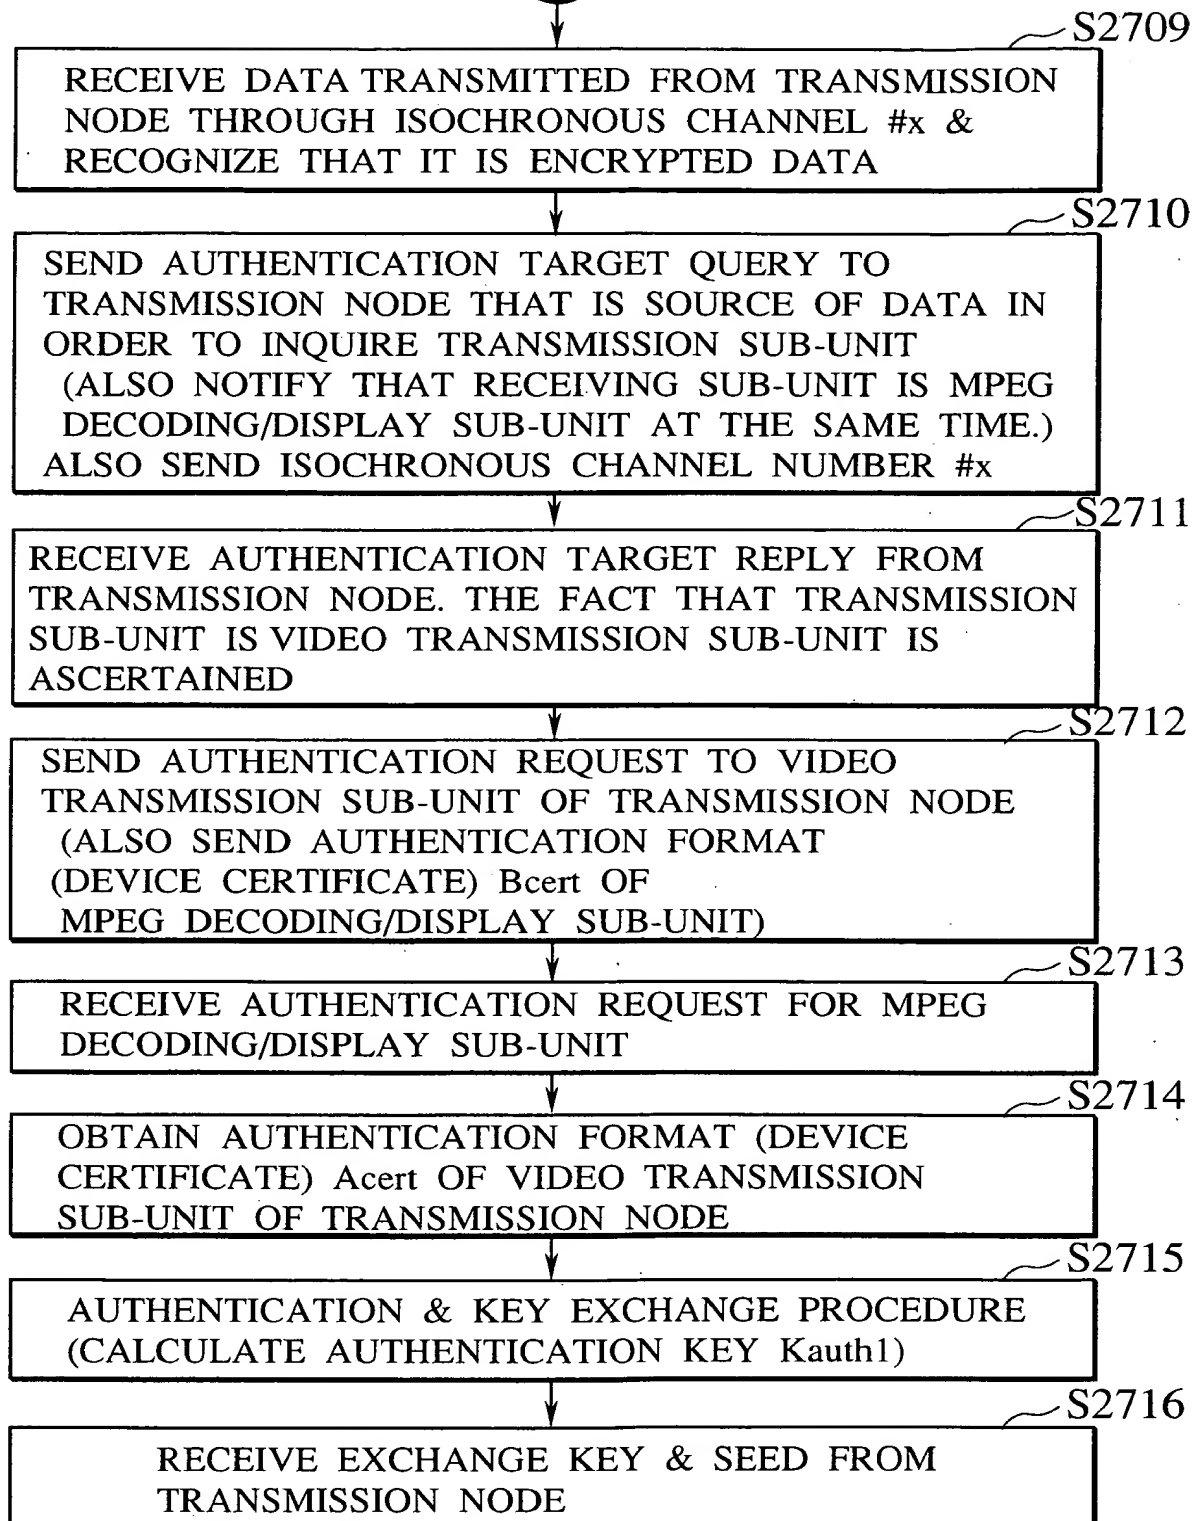 S2709
RECEIVE DATA TRANSMITTED FROM TRANSMISSION
NODE THROUGH ISOCHRONOUS CHANNEL #x &
RECOGNIZE THAT IT IS ENCRYPTED DATA
S2710
SEND AUTHENTICATION TARGET QUERY TO
TRANSMISSION NODE THAT IS SOURCE OF DATA IN
ORDER TO INQUIRE TRANSMISSION SUB-UNIT
(ALSO NOTIFY THAT RECEIVING SUB-UNIT IS MPEG
DECODING/DISPLAY SUB-UNIT AT THE SAME TIME.)
ALSO SEND ISOCHRONOUS CHANNEL NUMBER #x
S2711
RECEIVE AUTHENTICATION TARGET REPLY FROM
TRANSMISSION NODE. THE FACT THAT TRANSMISSION
SUB-UNIT IS VIDEO TRANSMISSION SUB-UNIT IS
ASCERTAINED
S2712
SEND AUTHENTICATION REQUEST TO VIDEO
TRANSMISSION SUB-UNIT OF TRANSMISSION NODE
(ALSO SEND AUTHENTICATION FORMAT
(DEVICE CERTIFICATE) Bcert OF
MPEG DECODING/DISPLAY SUB-UNIT)
S2713
RECEIVE AUTHENTICATION REQUEST FOR MPEG
DECODING/DISPLAY SUB-UNIT
S2714
OBTAIN AUTHENTICATION FORMAT (DEVICE
CERTIFICATE) Acert OF VIDEO TRANSMISSION
SUB-UNIT OF TRANSMISSION NODE
S2715
AUTHENTICATION & KEY EXCHANGE PROCEDURE
(CALCULATE AUTHENTICATION KEY Kauth1)
S2716
RECEIVE EXCHANGE KEY & SEED FROM
TRANSMISSION NODE